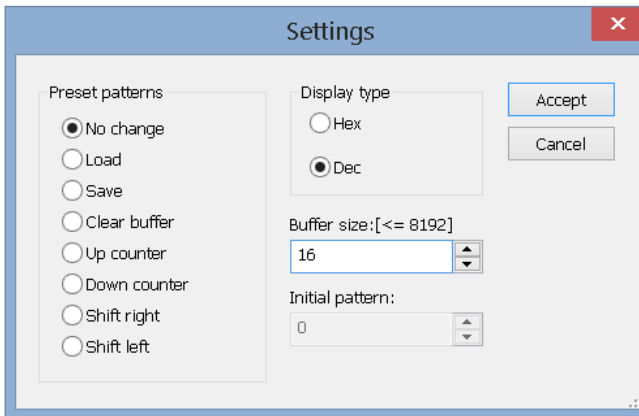 Settings
Preset patterns
No change
Load
Save
Clear buffer
Up counter
Down counter
Shift right
Shift left
Display type
Hex
Dec
Buffer size:[<= 8192]
16
Initial pattern:
0
Accept
Cancel